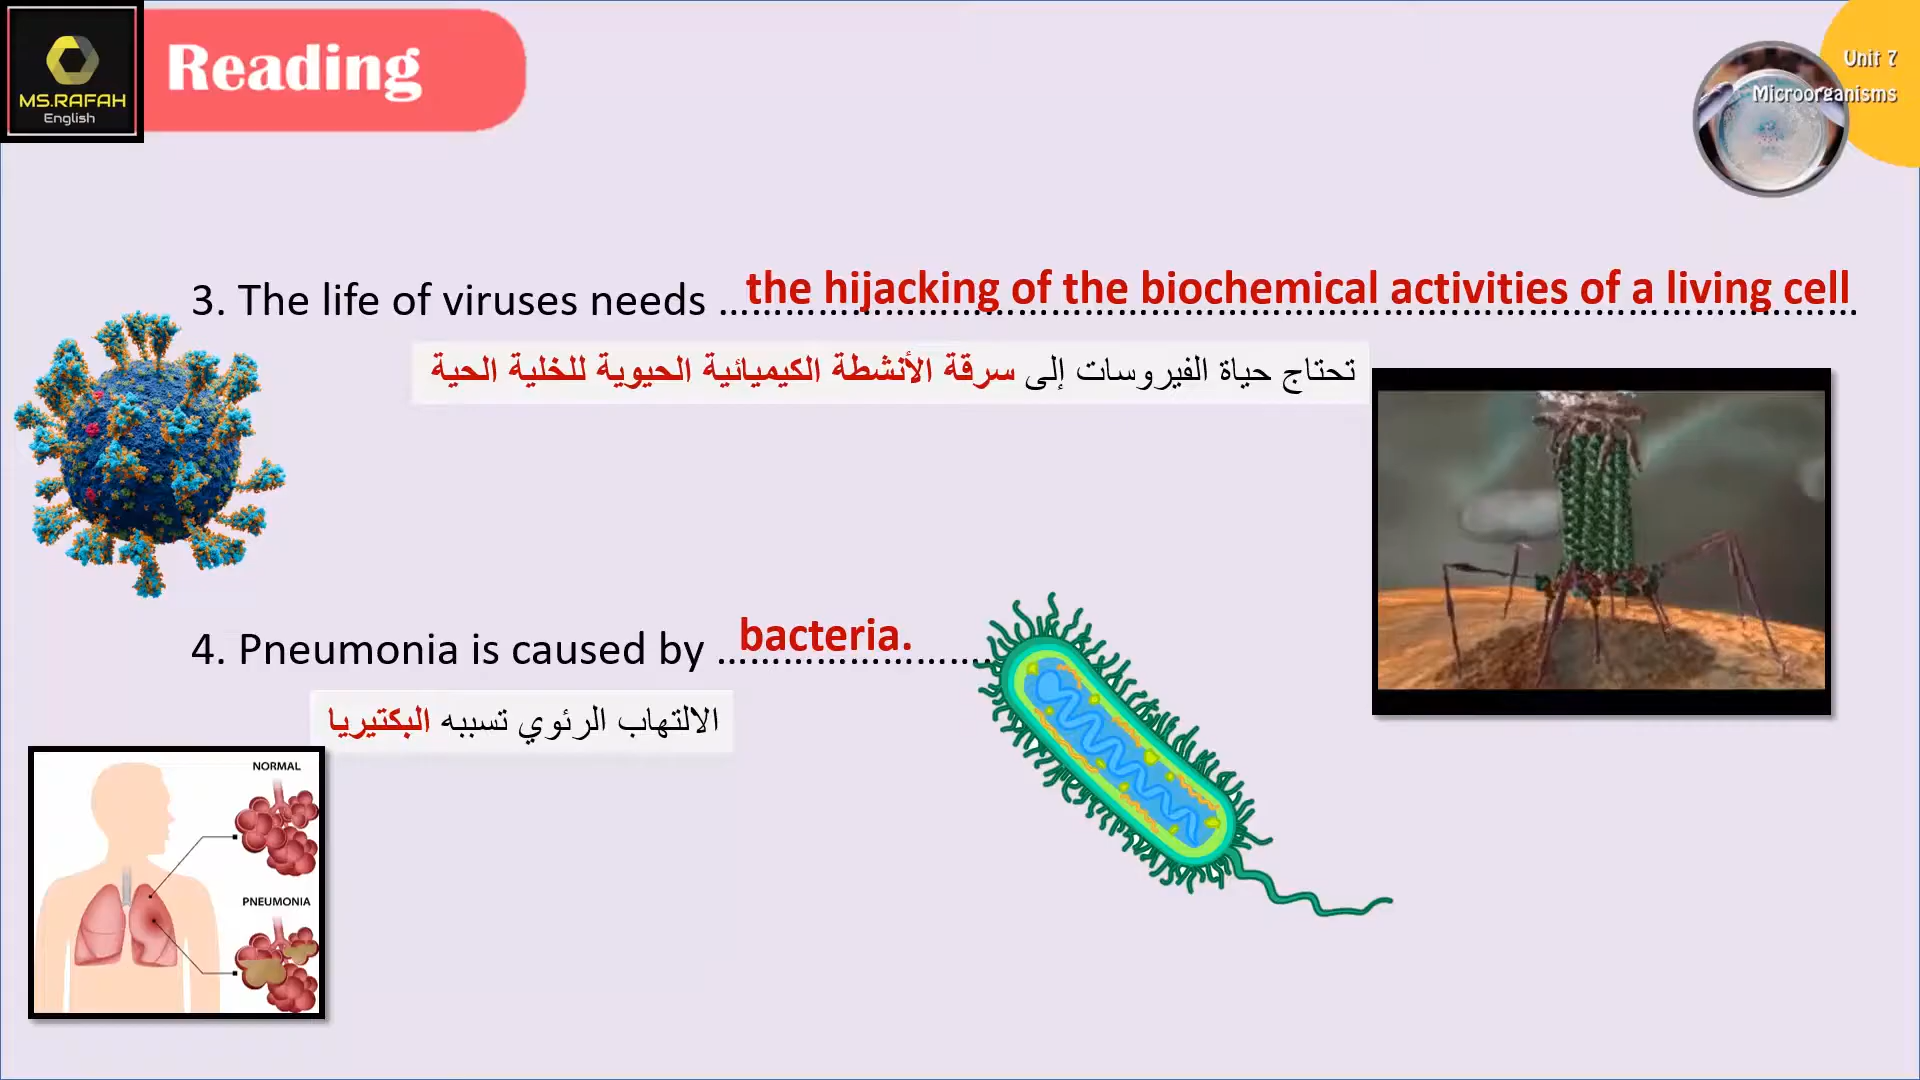 MS.RAFAH
English
Reading
Unit 7
Microorganisms
3. The life of viruses needs ........................ the hijacking of the biochemical activities of a living cell
تحتاج حياة الفيروسات إلى سرقة الأنشطة الكيميائية الحيوية للخلية الحية
4. Pneumonia is caused by ........................ bacteria.
الالتهاب الرئوي تسببه البكتيريا
NORMAL
PNEUMONIA